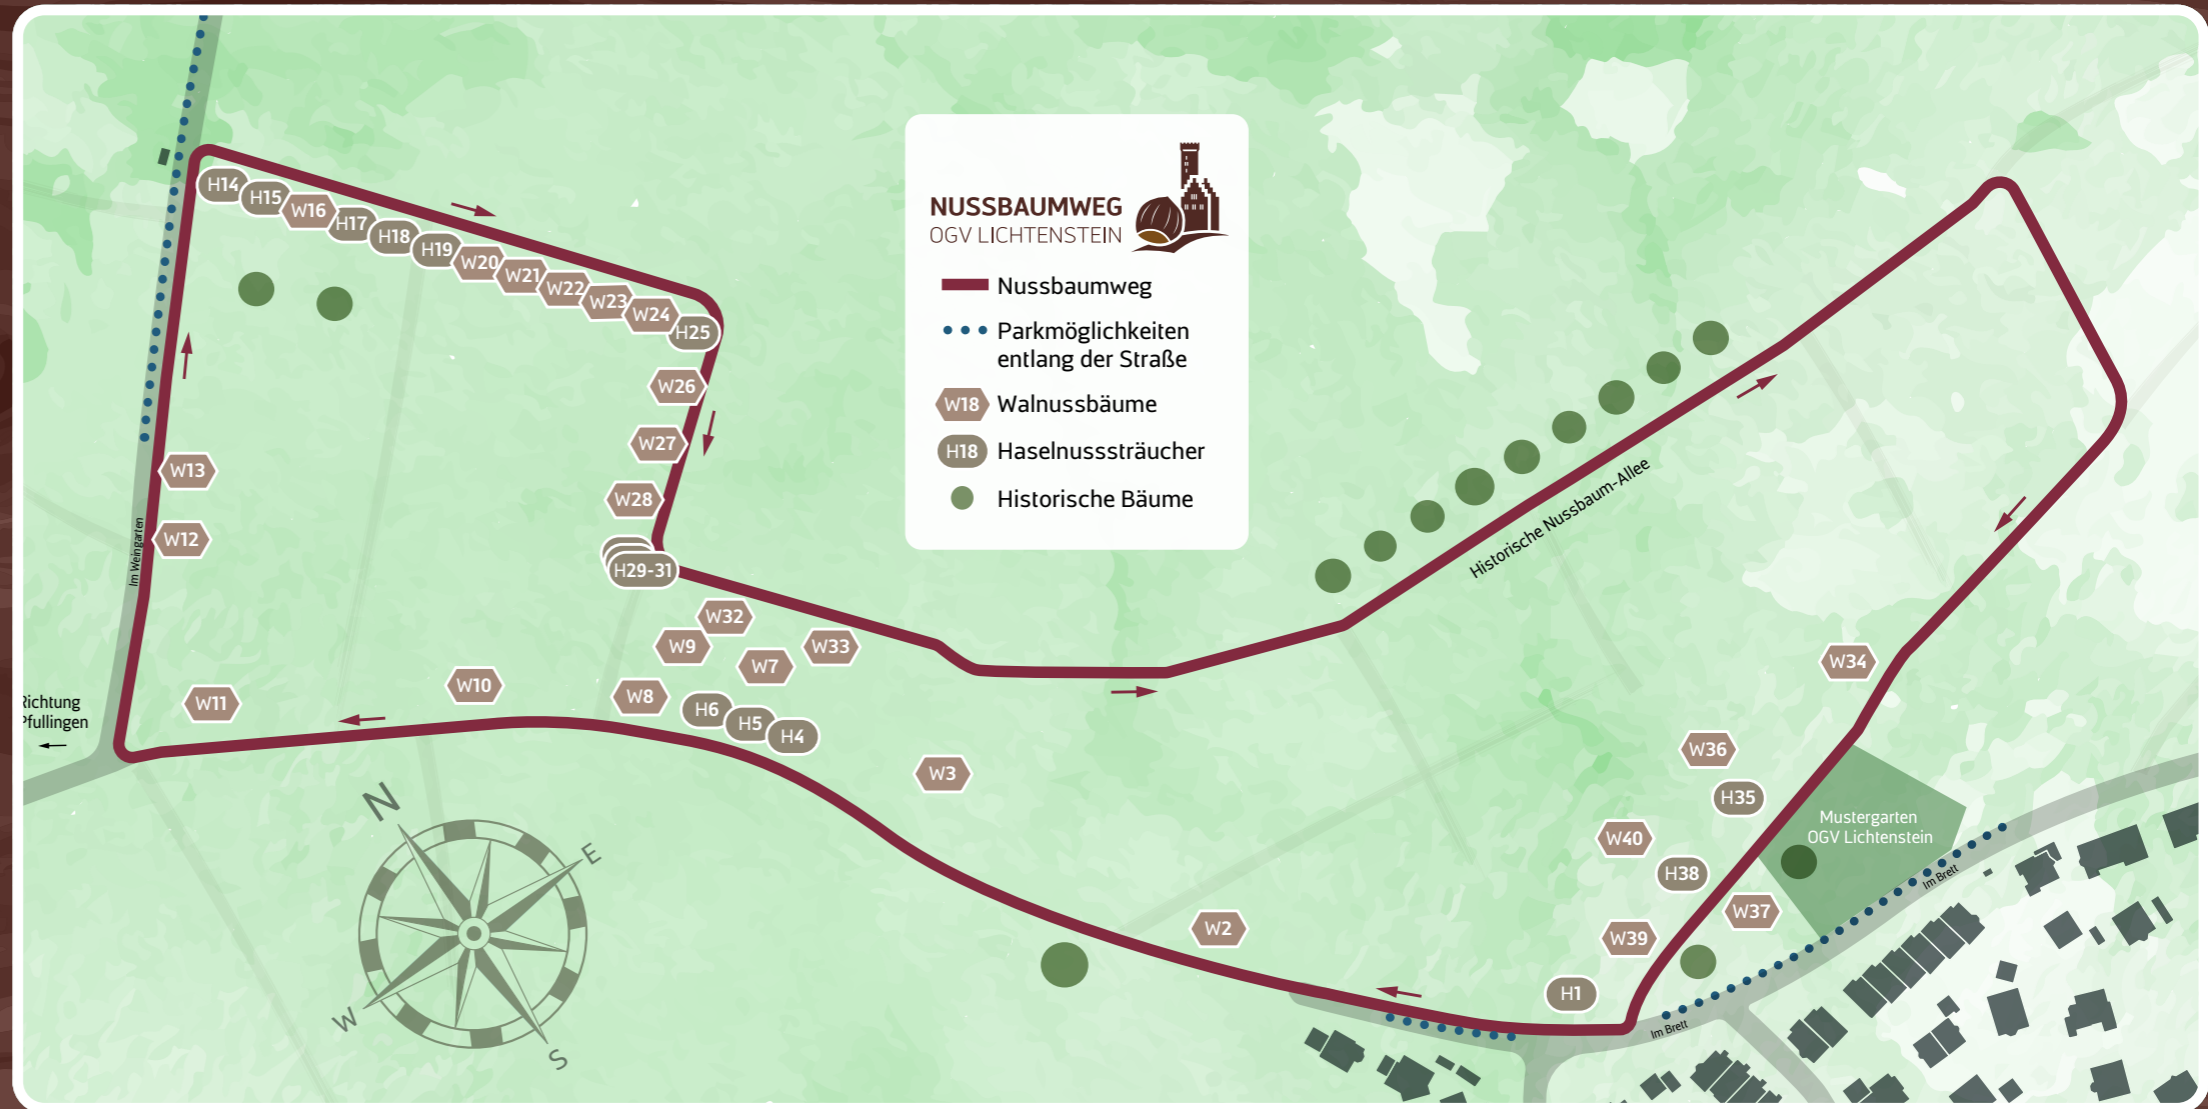 NUSSBAUMWEG
OGV LICHTENSTEIN
Nussbaumweg
Parkmöglichkeiten
entlang der Straße
W18 Walnussbäume
H18 Haselnusssträucher
Historische Bäume
H14
H15
W16
H17
H18
H19
W20
W21
W22
W23
W24
H25
W26
W27
W28
H29-31
W13
W12
Im Weingarten
W32
W9
W33
W7
W8
H6
H5
H4
W10
W11
Richtung
Pfullingen
W3
Historische Nussbaum-Allee
W34
W36
H35
W40
H38
W37
W39
H1
W2
Mustergarten
OGV Lichtenstein
Im Brett
Im Brett
N
E
W
S